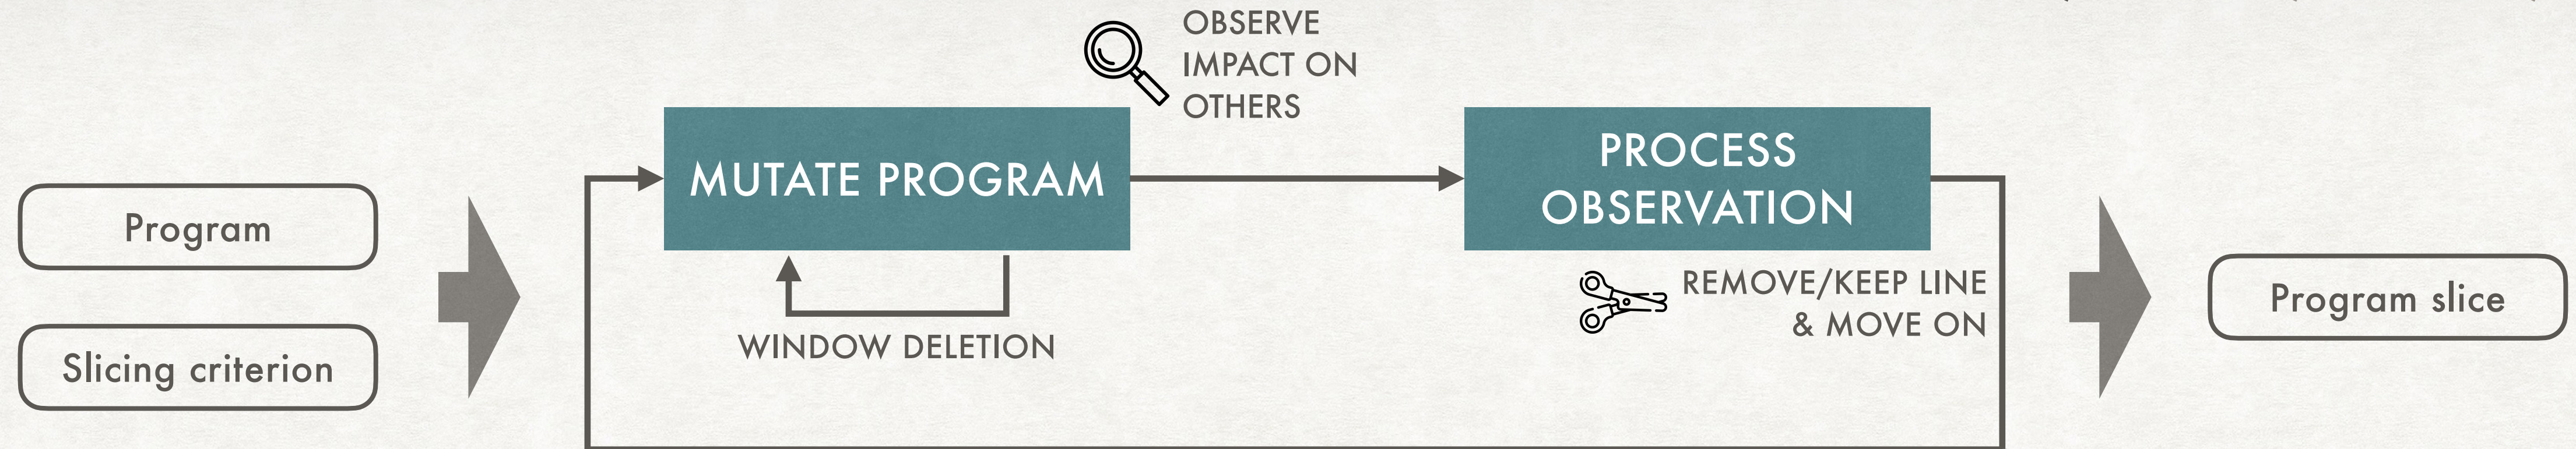 OBSERVE
IMPACT ON
OTHERS
MUTATE PROGRAM
PROCESS
OBSERVATION
Program
Slicing criterion
WINDOW DELETION
REMOVE/KEEP LINE
& MOVE ON
Program slice